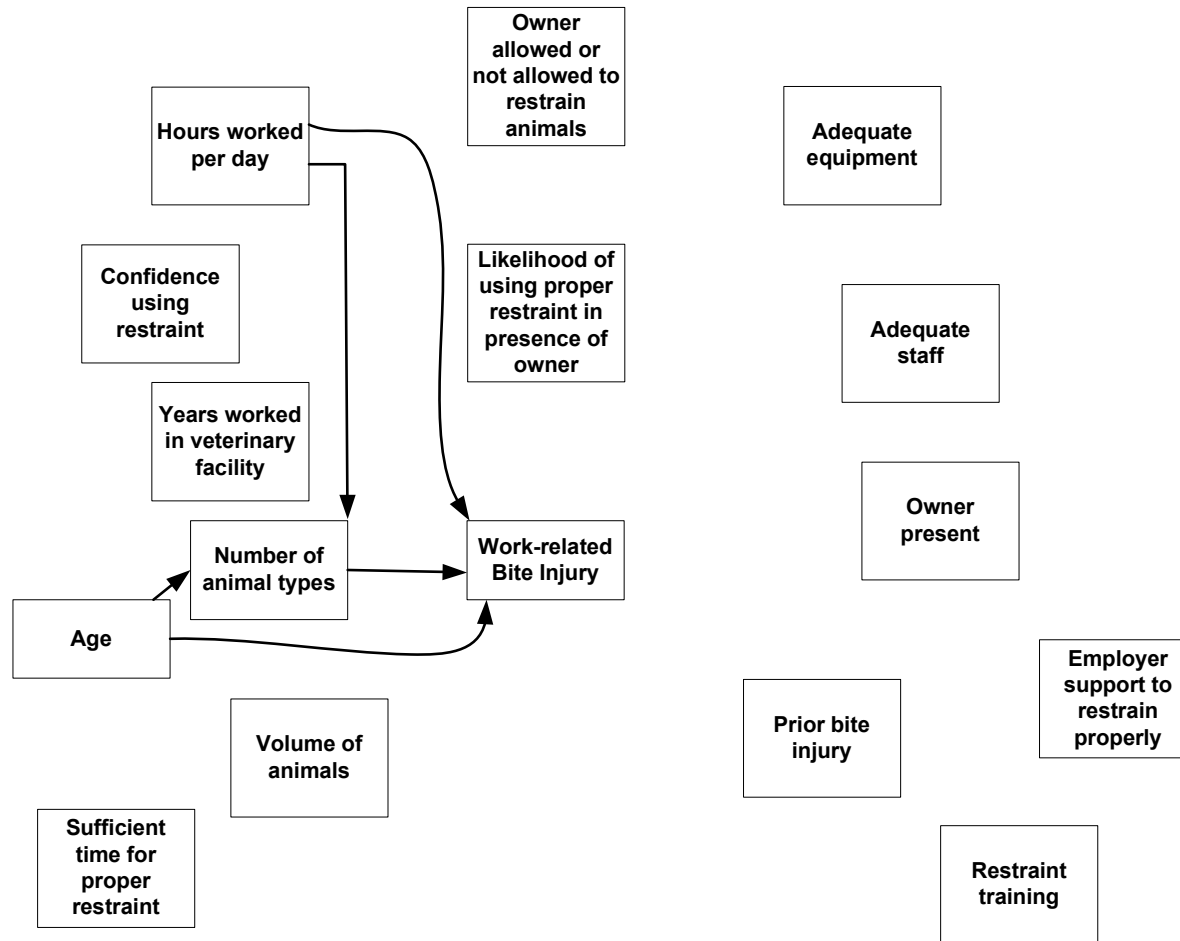 Owner
allowed or
not allowed to
restrain
animals
Hours worked
per day
Adequate
equipment
Confidence
using
restraint
Likelihood of
using proper
restraint in
presence of
owner
Adequate
staff
Years worked
in veterinary
facility
Owner
present
Number of
animal types
Work-related
Bite Injury
Age
Employer
support to
restrain
properly
Prior bite
injury
Volume of
animals
Sufficient
time for
proper
restraint
Restraint
training